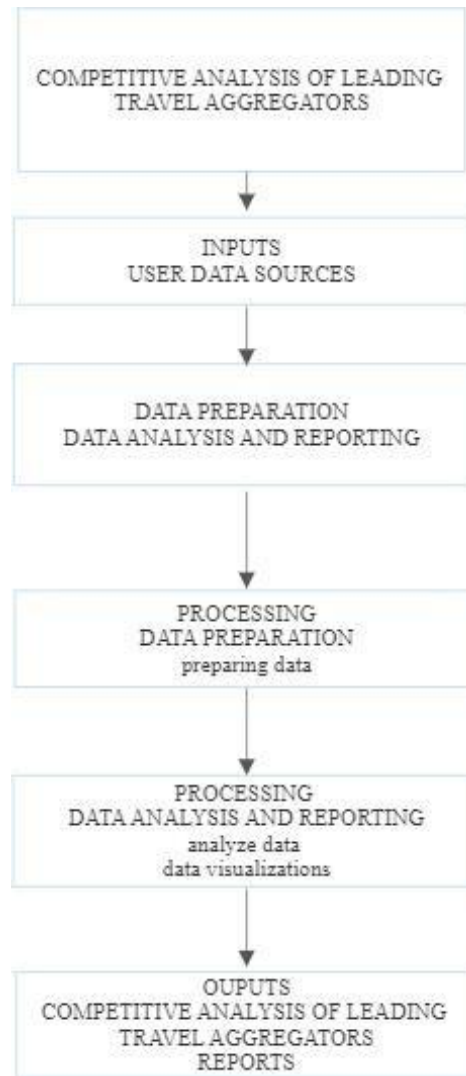 COMPETITIVE ANALYSIS OF LEADING
TRAVEL AGGREGATORS
INPUTS
USER DATA SOURCES
DATA PREPARATION
DATA ANALYSIS AND REPORTING
PROCESSING
DATA PREPARATION
preparing data
PROCESSING
DATA ANALYSIS AND REPORTING
analyze data
data visualizations
OUPUTS
COMPETITIVE ANALYSIS OF LEADING
TRAVEL AGGREGATORS
REPORTS